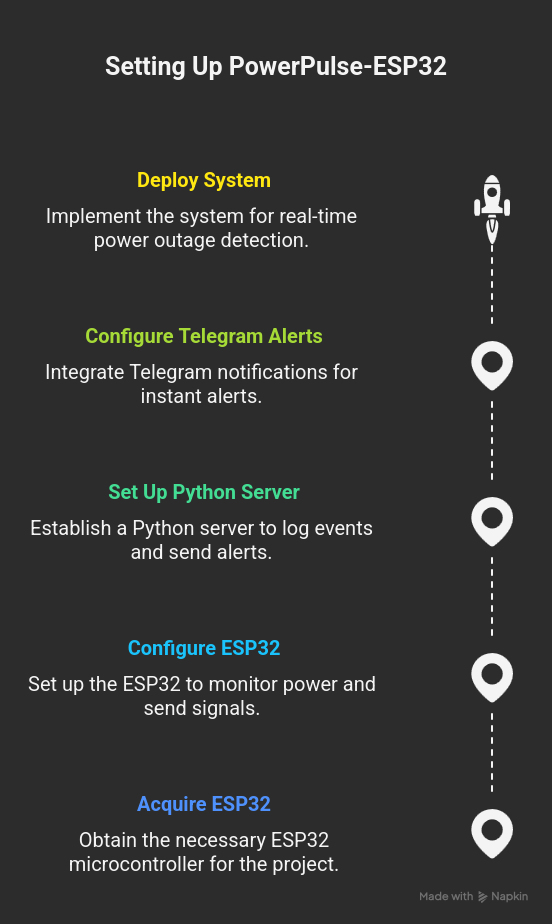 Setting Up PowerPulse-ESP32
Deploy System
Implement the system for real-time
power outage detection.
Configure Telegram Alerts
Integrate Telegram notifications for
instant alerts.
Set Up Python Server
Establish a Python server to log events
and send alerts.
Configure ESP32
Set up the ESP32 to monitor power and
send signals.
Acquire ESP32
Obtain the necessary ESP32
microcontroller for the project.
Made with Napkin